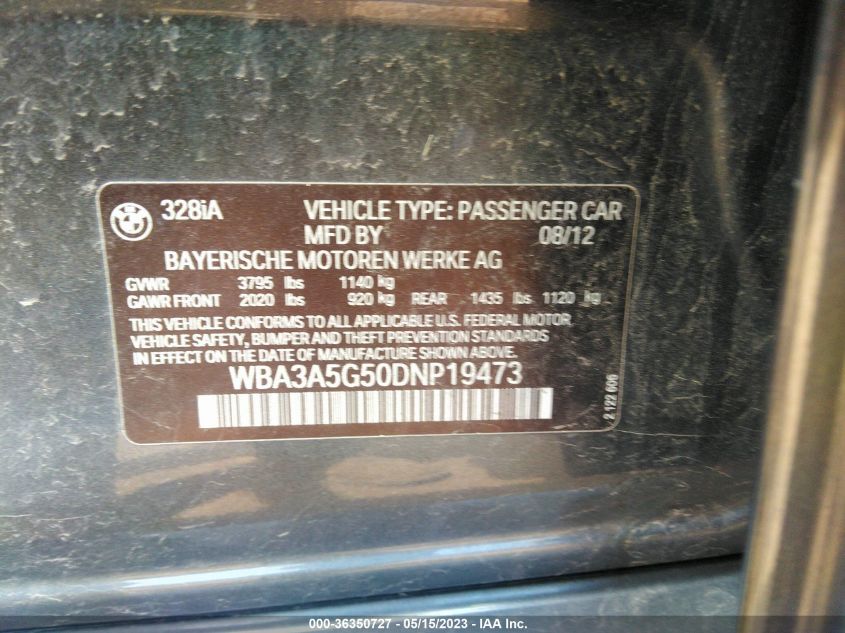 328iA VEHICLE TYPE: PASSENGER CAR
MFD BY 08/12
BAYERISCHE MOTOREN WERKE AG
GVWR 3795 lbs 1140 kg
GAWR FRONT 2020 lbs 920 kg REAR 1435 lbs 1120 kg
THIS VEHICLE CONFORMS TO ALL APPLICABLE U.S. FEDERAL MOTOR
VEHICLE SAFETY, BUMPER AND THEFT PREVENTION STANDARDS
IN EFFECT ON THE DATE OF MANUFACTURE SHOWN ABOVE.
WBA3A5G50DNP19473
2 122 606
000-36350727 - 05/15/2023 - IAA Inc.